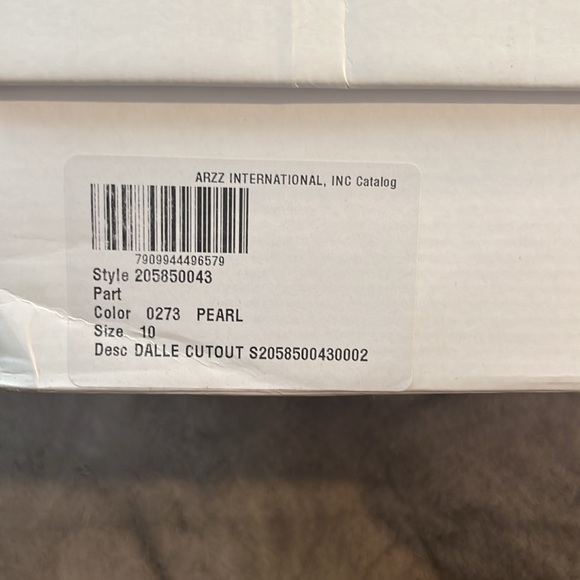 ARZZ INTERNATIONAL, INC Catalog
7909944496579
Style 205850043
Part
Color 0273 PEARL
Size 10
Desc DALLE CUTOUT S2058500430002